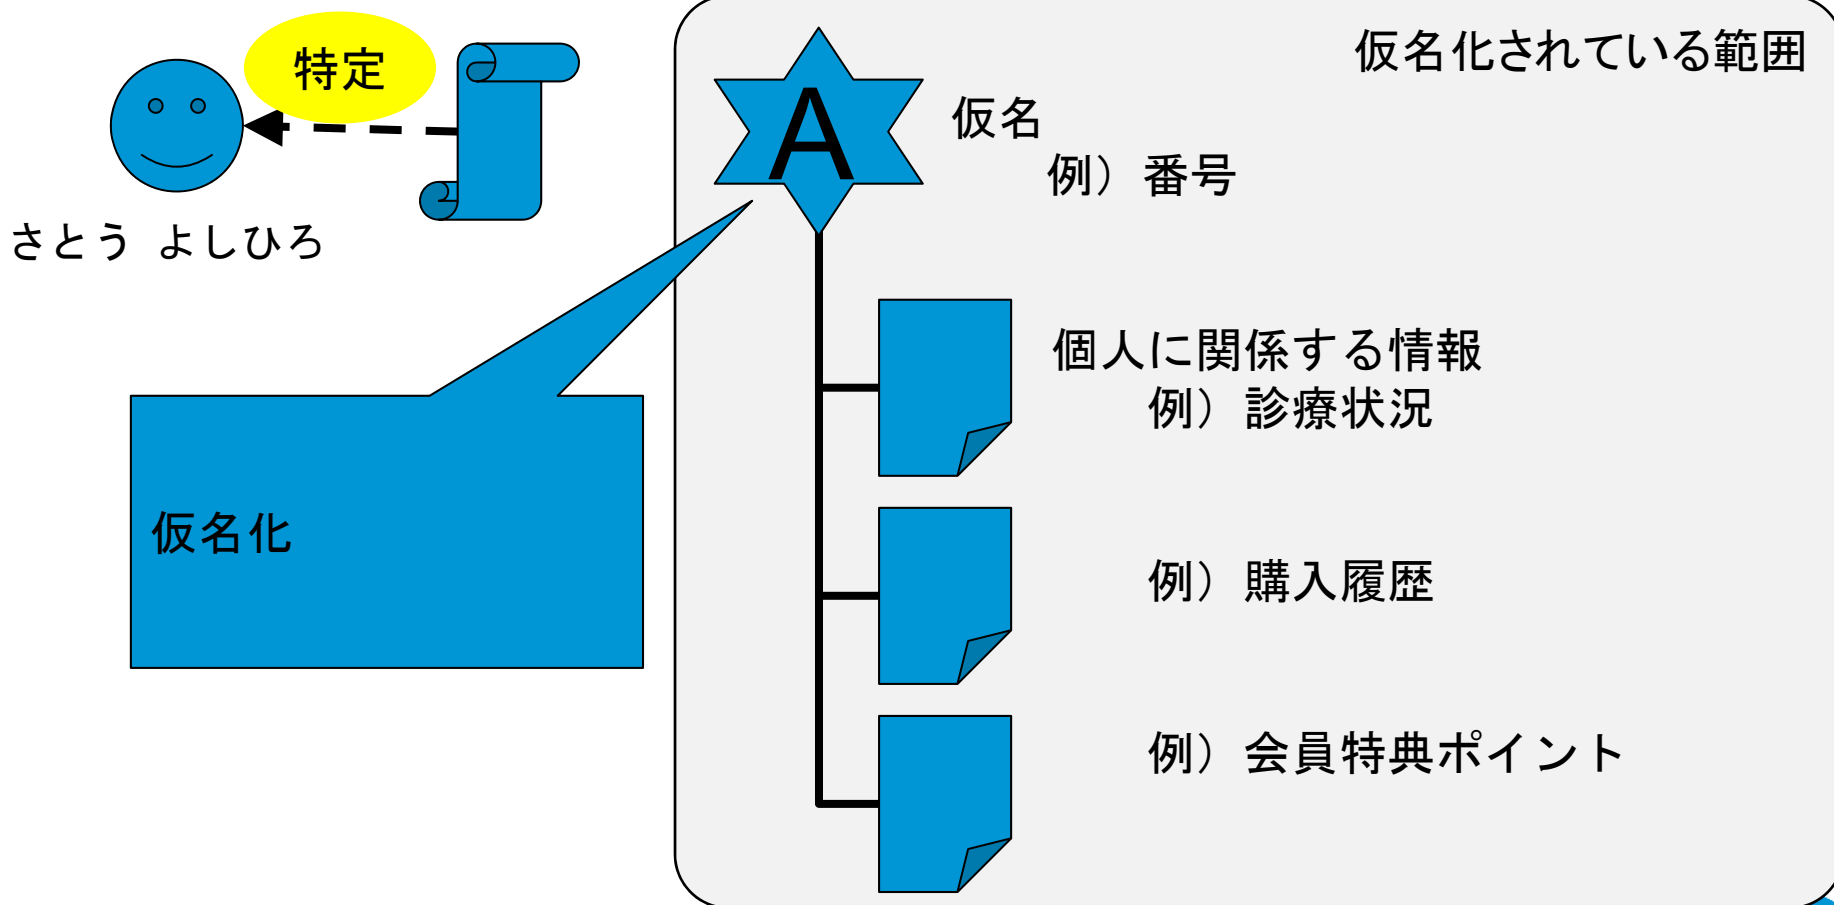 特定
さとう よしひろ
仮名化
仮名化されている範囲
A
仮名
例）番号
個人に関係する情報
例）診療状況
例）購入履歴
例）会員特典ポイント